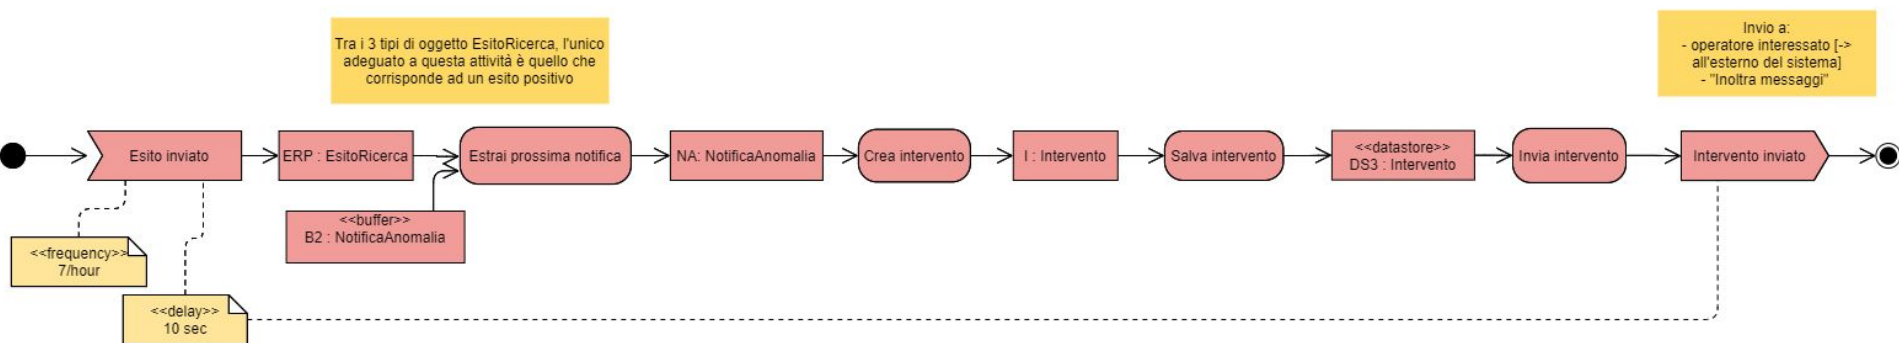 Tra i 3 tipi di oggetto EsitoRicerca, l'unico
adeguato a questa attività è quello che
corrisponde ad un esito positivo
Invio a:
- operatore interessato [->
all'esterno del sistema]
- "Inoltra messaggi"
Esito inviato
ERP : EsitoRicerca
Estrai prossima notifica
NA: NotificaAnomalia
Crea intervento
I : Intervento
Salva intervento
<<datastore>>
DS3 : Intervento
Invia intervento
Intervento inviato
<<buffer>>
B2 : NotificaAnomalia
<<frequency>>
7/hour
<<delay>>
10 sec